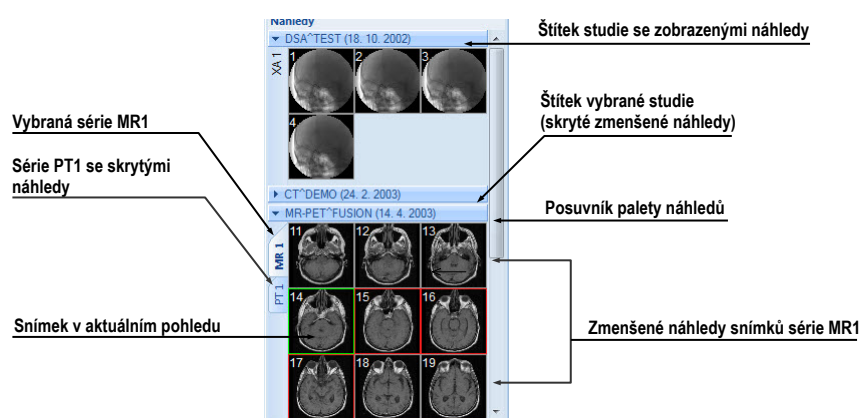 Náhledy
DSA^TEST (18. 10. 2002)
XA 1
1
2
3
4
CT^DEMO (24. 2. 2003)
MR-PET^FUSION (14. 4. 2003)
MR 1
PT 1
11
12
13
14
15
16
17
18
19
Vybraná série MR1
Série PT1 se skrytými
náhledy
Snímek v aktuálním pohledu
Štítek studie se zobrazenými náhledy
Štítek vybrané studie
(skryté zmenšené náhledy)
Posuvník palety náhledů
Zmenšené náhledy snímků série MR1